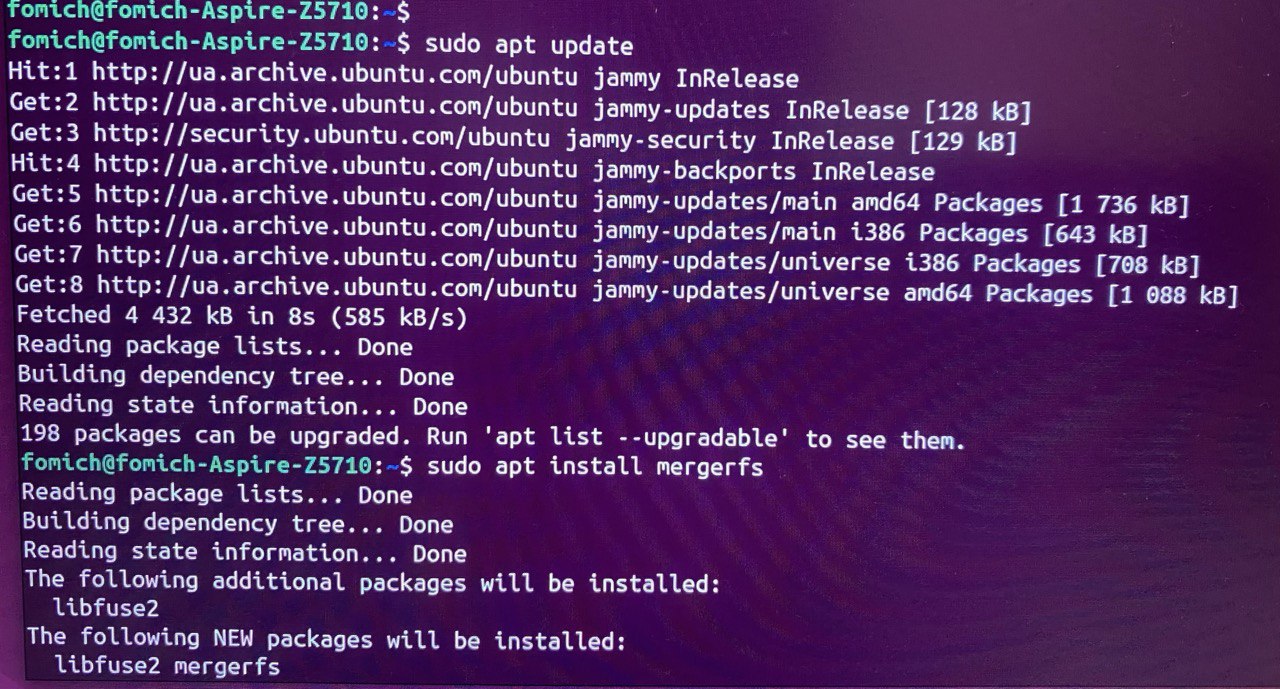 fomich@fomich-Aspire-Z5710:~$
fomich@fomich-Aspire-Z5710:~$ sudo apt update
Hit:1 http://ua.archive.ubuntu.com/ubuntu jammy InRelease
Get:2 http://ua.archive.ubuntu.com/ubuntu jammy-updates InRelease [128 kB]
Get:3 http://security.ubuntu.com/ubuntu jammy-security InRelease [129 kB]
Hit:4 http://ua.archive.ubuntu.com/ubuntu jammy-backports InRelease
Get:5 http://ua.archive.ubuntu.com/ubuntu jammy-updates/main amd64 Packages [1 736 kB]
Get:6 http://ua.archive.ubuntu.com/ubuntu jammy-updates/main i386 Packages [643 kB]
Get:7 http://ua.archive.ubuntu.com/ubuntu jammy-updates/universe i386 Packages [708 kB]
Get:8 http://ua.archive.ubuntu.com/ubuntu jammy-updates/universe amd64 Packages [1 088 kB]
Fetched 4 432 kB in 8s (585 kB/s)
Reading package lists... Done
Building dependency tree... Done
Reading state information... Done
198 packages can be upgraded. Run 'apt list --upgradable' to see them.
fomich@fomich-Aspire-Z5710:~$ sudo apt install mergerfs
Reading package lists... Done
Building dependency tree... Done
Reading state information... Done
The following additional packages will be installed:
  libfuse2
The following NEW packages will be installed:
  libfuse2 mergerfs